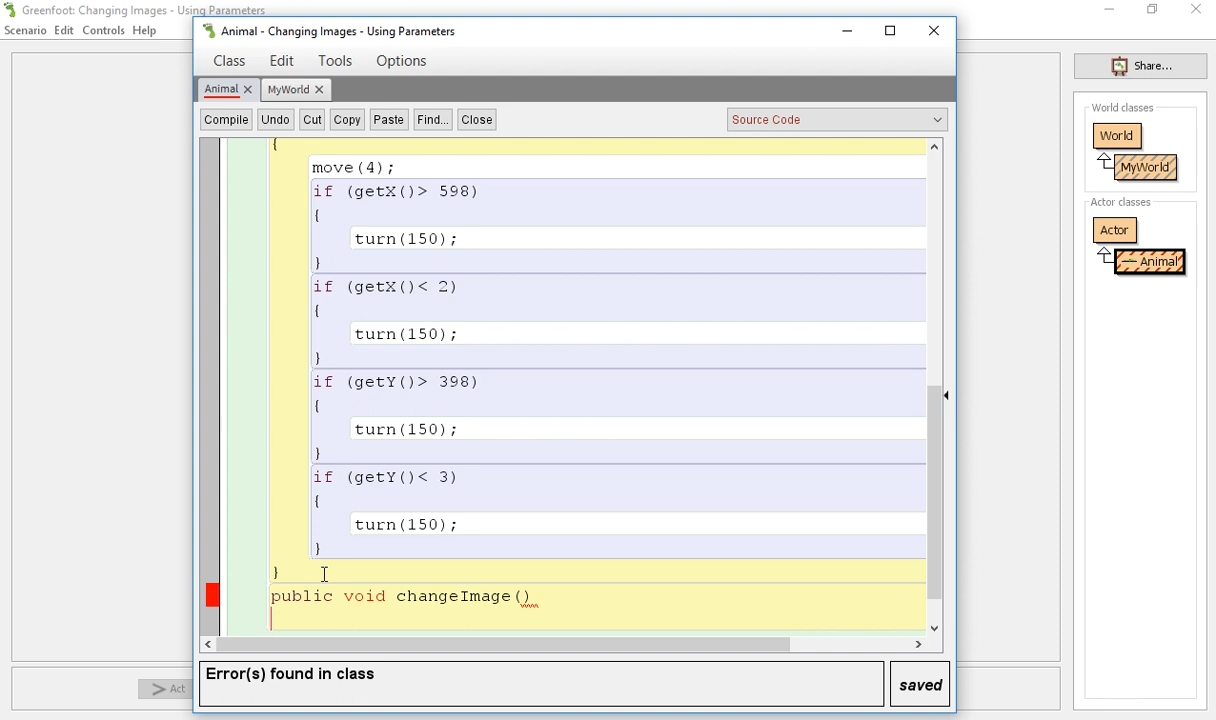 Greenfoot: Changing Images - Using Parameters
Scenario Edit Controls Help
Animal - Changing Images - Using Parameters
Class Edit Tools Options
Animal MyWorld
Compile Undo Cut Copy Paste Find... Close Source Code
{
move(4);
if (getX()> 598)
{
turn(150);
}
if (getX()< 2)
{
turn(150);
}
if (getY()> 398)
{
turn(150);
}
if (getY()< 3)
{
turn(150);
}
}
public void changeImage()
Error(s) found in class
saved
Act
Share...
World classes
World
MyWorld
Actor classes
Actor
Animal